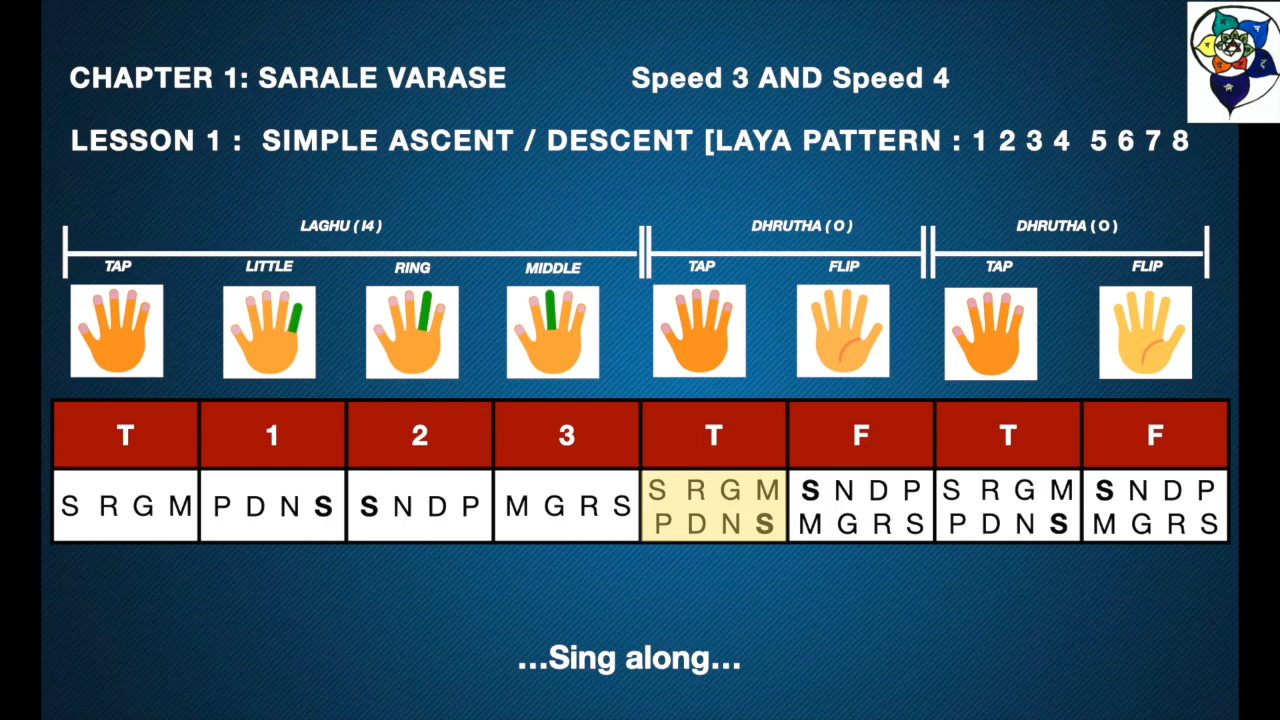 CHAPTER 1: SARALE VARASE Speed 3 AND Speed 4
LESSON 1 : SIMPLE ASCENT / DESCENT [LAYA PATTERN : 1 2 3 4 5 6 7 8
LAGHU ( I4 ) DHRUTHA ( O ) DHRUTHA ( O )
TAP LITTLE RING MIDDLE TAP FLIP TAP FLIP
T 1 2 3 T F T F
S R G M P D N S S N D P M G R S
S R G M S N D P S R G M S N D P
P D N S M G R S P D N S M G R S
...Sing along...